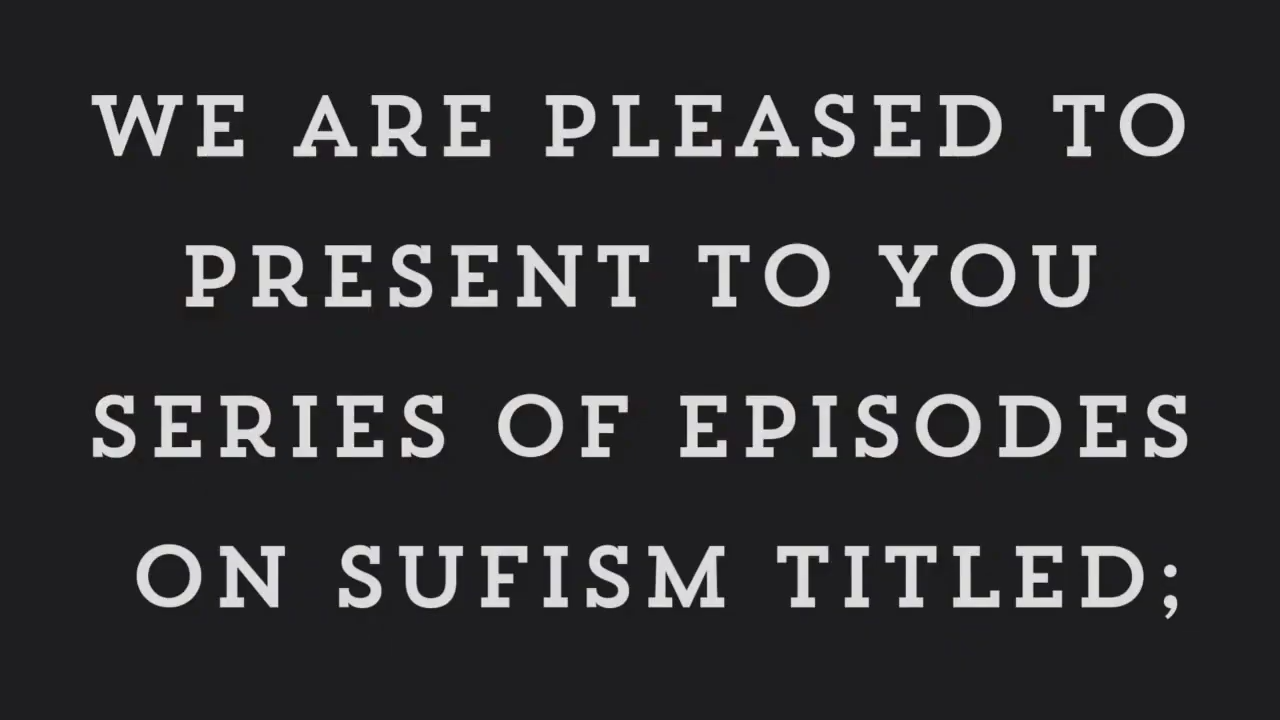 WE ARE PLEASED TO
PRESENT TO YOU
SERIES OF EPISODES
ON SUFISM TITLED;